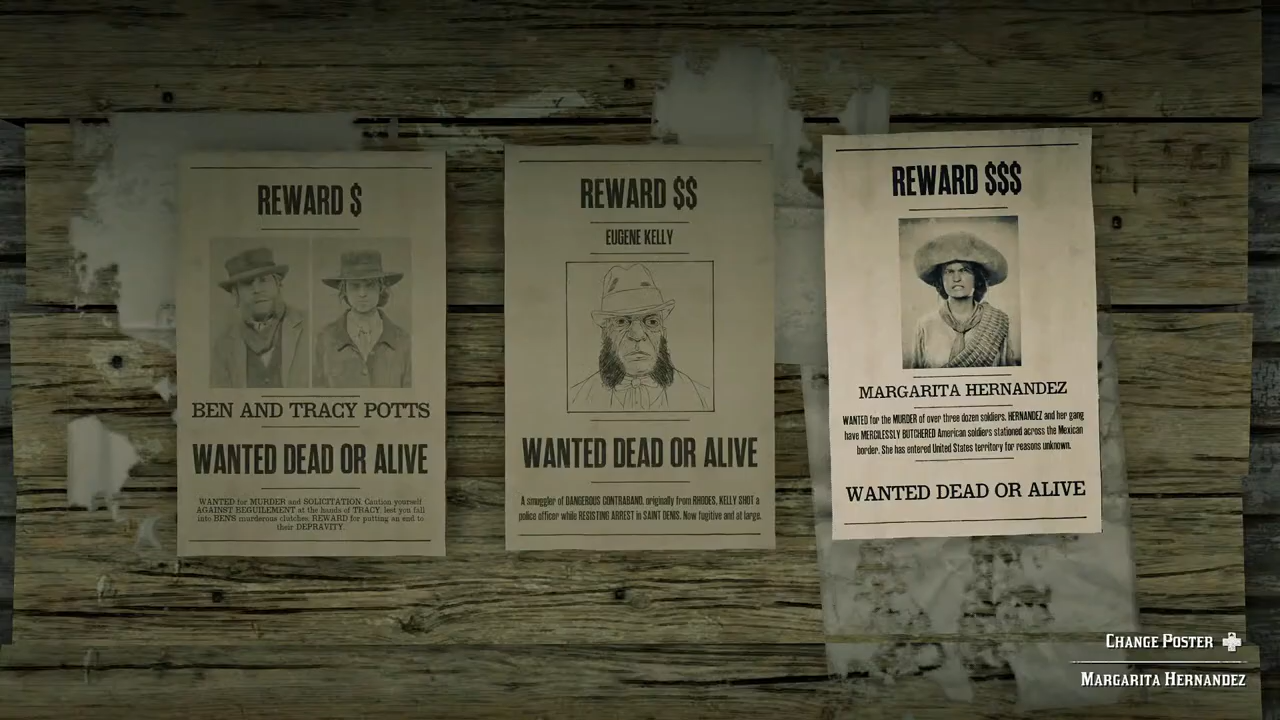 REWARD $
BEN AND TRACY POTTS
WANTED DEAD OR ALIVE
WANTED for MURDER and SOLICITATION. Caution yourself
AGAINST BEGUILEMENT at the hands of TRACY, lest you fall
into BEN'S murderous clutches. REWARD for putting an end to
their DEPRAVITY.
REWARD $$
EUGENE KELLY
WANTED DEAD OR ALIVE
A smuggler of DANGEROUS CONTRABAND, originally from RHODES, KELLY SHOT a
police officer while RESISTING ARREST in SAINT DENIS. Now fugitive and at large.
REWARD $$$
MARGARITA HERNANDEZ
WANTED for the MURDER of over three dozen soldiers. HERNANDEZ and her gang
have MERCILESSLY BUTCHERED American soldiers stationed across the Mexican
border. She has entered United States territory for reasons unknown.
WANTED DEAD OR ALIVE
CHANGE POSTER
MARGARITA HERNANDEZ